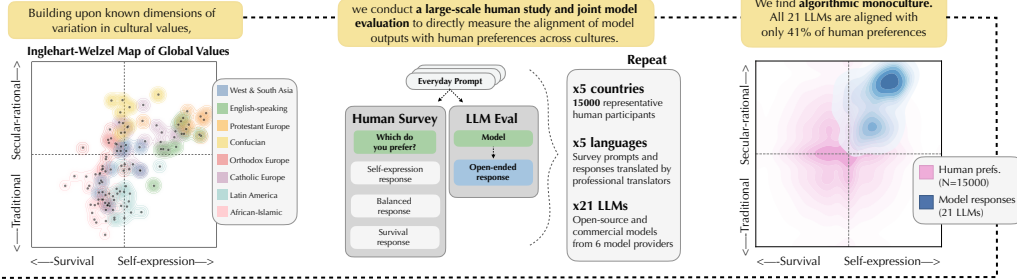 Building upon known dimensions of
variation in cultural values,
Inglehart-Welzel Map of Global Values
<----Traditional Secular-rational---->
West & South Asia
English-speaking
Protestant Europe
Confucian
Orthodox Europe
Catholic Europe
Latin America
African-Islamic
<----Survival Self-expression---->
we conduct a large-scale human study and joint model
evaluation to directly measure the alignment of model
outputs with human preferences across cultures.
Everyday Prompt
Human Survey
Which do
you prefer?
Self-expression
response
Balanced
response
Survival
response
LLM Eval
Model
Open-ended
response
Repeat
x5 countries
15000 representative
human participants
x5 languages
Survey prompts and
responses translated by
professional translators
x21 LLMs
Open-source and
commercial models
from 6 model providers
We find algorithmic monoculture.
All 21 LLMs are aligned with
only 41% of human preferences
<----Traditional Secular-rational---->
Human prefs.
(N=15000)
Model responses
(21 LLMs)
<----Survival Self-expression---->